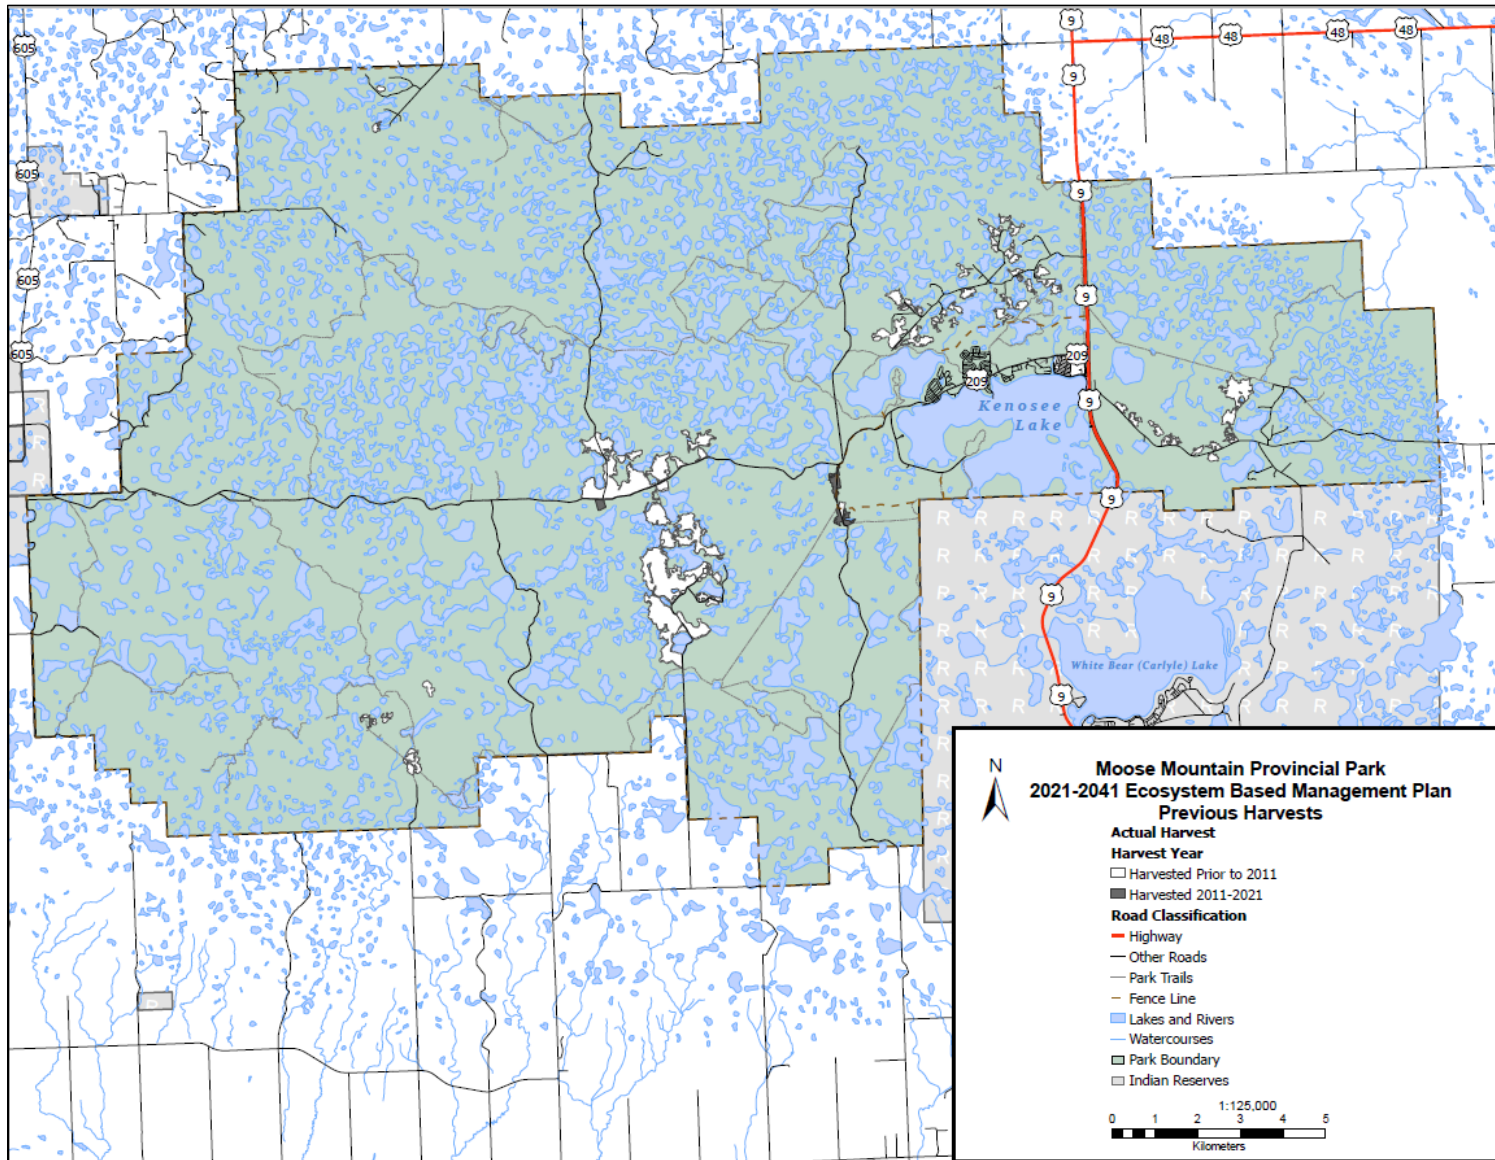 9
605
48
48
48
48
9
605
9
605
9
605
209
209
9
Kenosee
Lake
9
R
R
R
R R R R R R R R R R R
R R R R R R R R R R R
9
R R R
White Bear (Carlyle) Lake
9
N
Moose Mountain Provincial Park
2021-2041 Ecosystem Based Management Plan
Previous Harvests
Actual Harvest
Harvest Year
Harvested Prior to 2011
Harvested 2011-2021
Road Classification
Highway
Other Roads
Park Trails
Fence Line
Lakes and Rivers
Watercourses
Park Boundary
Indian Reserves
1:125,000
0 1 2 3 4 5
Kilometers